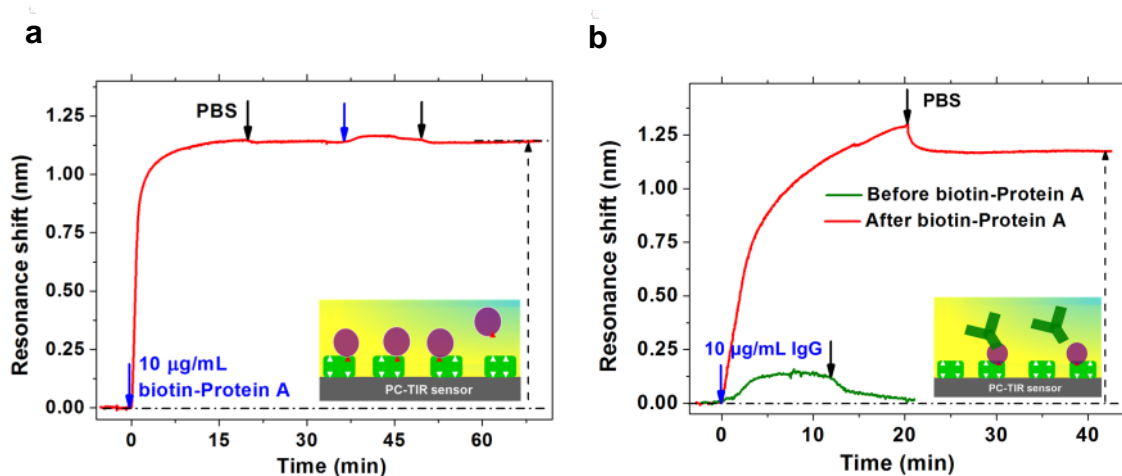 a
PBS
1.25
1.00
0.75
0.50
0.25
0.00
Resonance shift (nm)
10 µg/mL
biotin-Protein A
PC-TIR sensor
0 15 30 45 60
Time (min)
b
PBS
1.25
1.00
0.75
0.50
0.25
0.00
Resonance shift (nm)
Before biotin-Protein A
After biotin-Protein A
10 µg/mL IgG
PC-TIR sensor
0 10 20 30 40
Time (min)